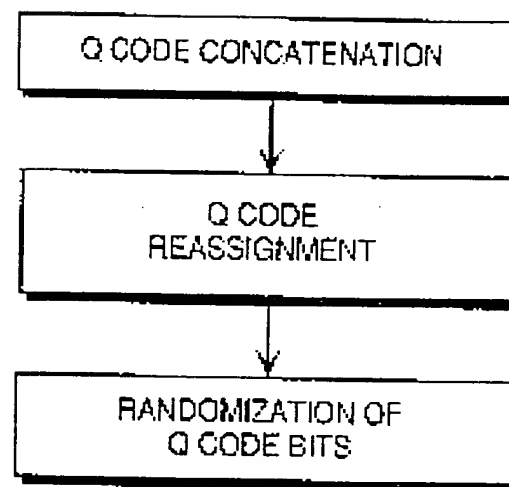 Q CODE CONCATENATION
Q CODE
REASSIGNMENT
RANDOMIZATION OF
Q CODE BITS